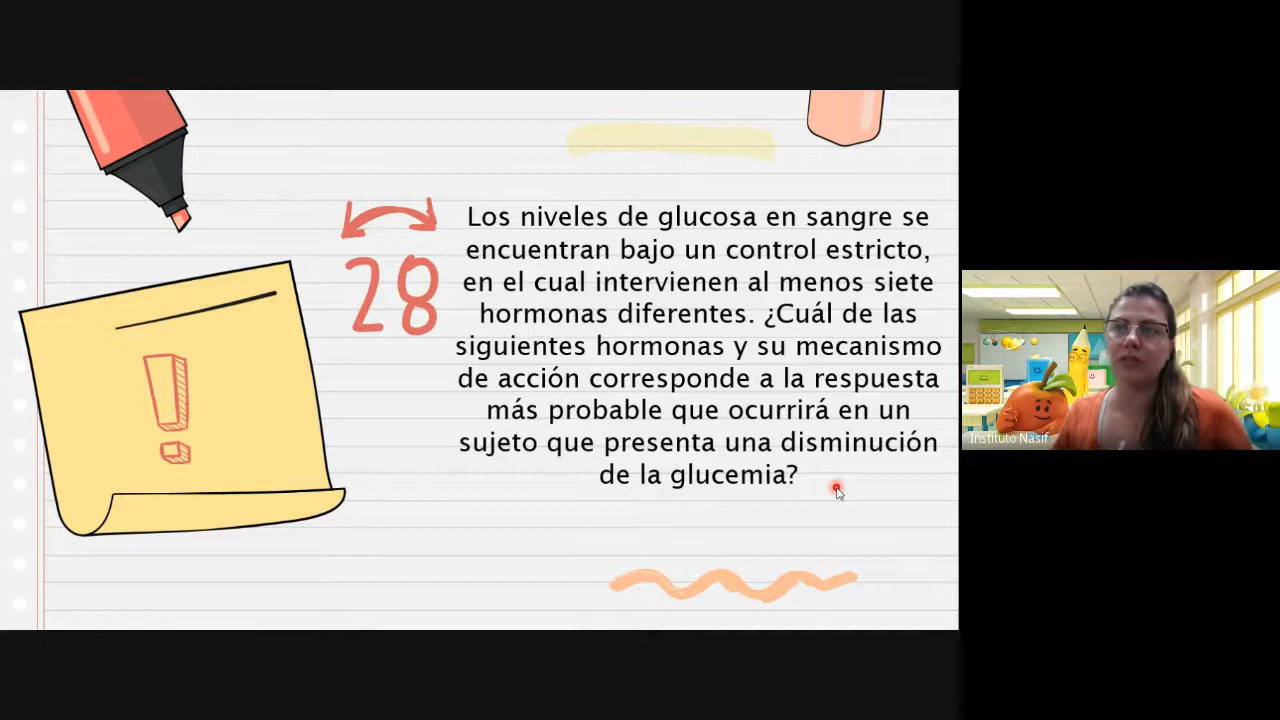 28
Los niveles de glucosa en sangre se
encuentran bajo un control estricto,
en el cual intervienen al menos siete
hormonas diferentes. ¿Cuál de las
siguientes hormonas y su mecanismo
de acción corresponde a la respuesta
más probable que ocurrirá en un
sujeto que presenta una disminución
de la glucemia?
Instituto Nasif